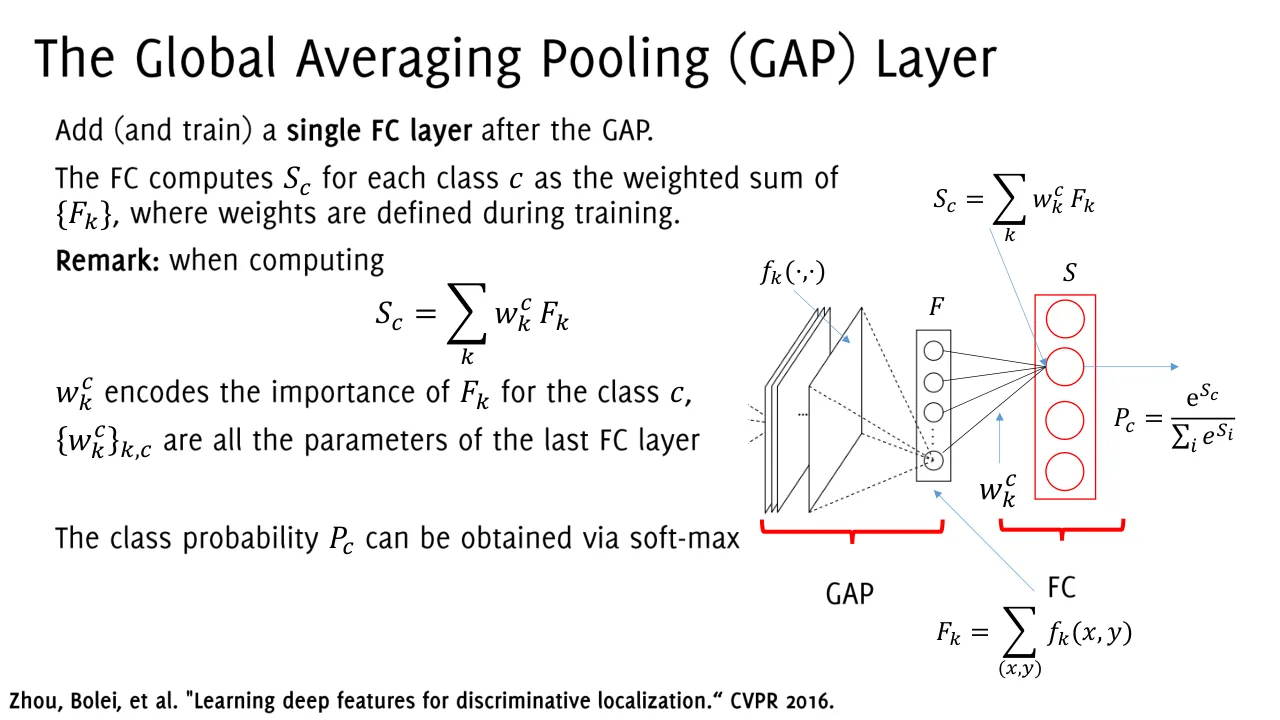 The Global Averaging Pooling (GAP) Layer
Add (and train) a single FC layer after the GAP.
The FC computes S_c for each class c as the weighted sum of
{F_k}, where weights are defined during training.
Remark: when computing
S_c = ∑_k w_k^c F_k
w_k^c encodes the importance of F_k for the class c,
{w_k^c}_{k,c} are all the parameters of the last FC layer
The class probability P_c can be obtained via soft-max
S_c = ∑_k w_k^c F_k
f_k(·,·)
F
S
...
P_c = e^{S_c} / ∑_i e^{S_i}
w_k^c
GAP
FC
F_k = ∑_{(x,y)} f_k(x, y)
Zhou, Bolei, et al. "Learning deep features for discriminative localization.“ CVPR 2016.